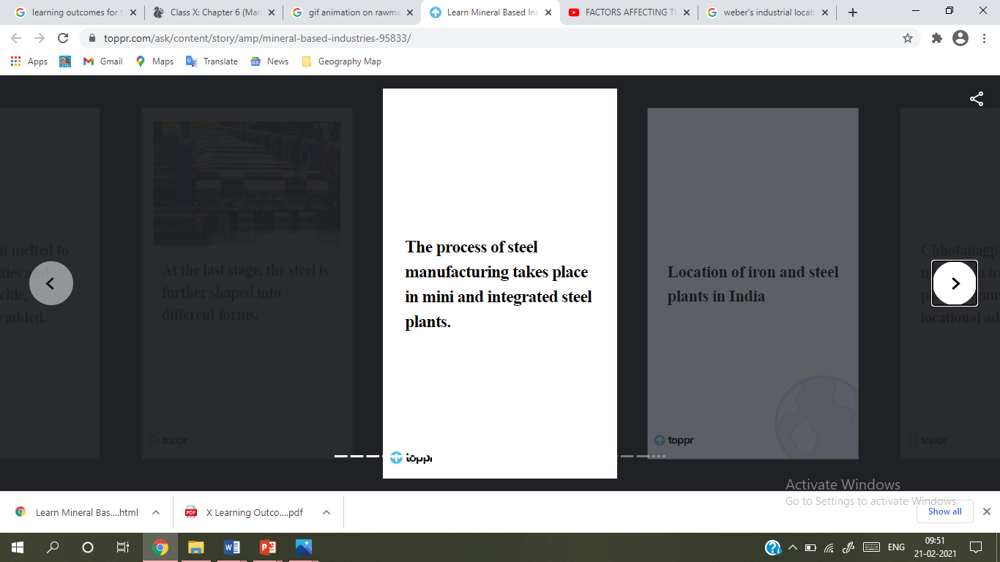 learning outcomes for t
Class X: Chapter 6 (Man
gif animation on rawma
Learn Mineral Based Ind
FACTORS AFFECTING TH
weber's industrial locati
toppr.com/ask/content/story/amp/mineral-based-industries-95833/
Apps
Gmail
Maps
Translate
News
Geography Map
n melted to
ities and
ckle,
added.
At the last stage, the steel is
further shaped into
different forms.
toppr
The process of steel
manufacturing takes place
in mini and integrated steel
plants.
toppr
Location of iron and steel
plants in India
toppr
Chhotanagp
locational ad
toppr
Activate Windows
Go to Settings to activate Windows.
Learn Mineral Bas....html
X Learning Outco....pdf
Show all
ENG
09:51
21-02-2021